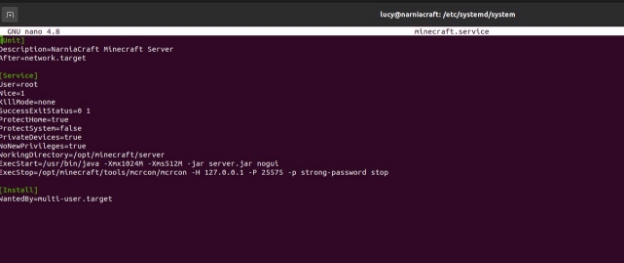 lucy@narniacraft: /etc/systemd/system
GNU nano 4.8 minecraft.service
[Unit]
Description=NarniaCraft Minecraft Server
After=network.target
[Service]
User=root
Nice=1
KillMode=none
SuccessExitStatus=0 1
ProtectHome=true
ProtectSystem=false
PrivateDevices=true
NoNewPrivileges=true
WorkingDirectory=/opt/minecraft/server
ExecStart=/usr/bin/java -Xmx1024M -Xms512M -jar server.jar nogui
ExecStop=/opt/minecraft/tools/mcrcon/mcrcon -H 127.0.0.1 -P 25575 -p strong-password stop
[Install]
WantedBy=multi-user.target